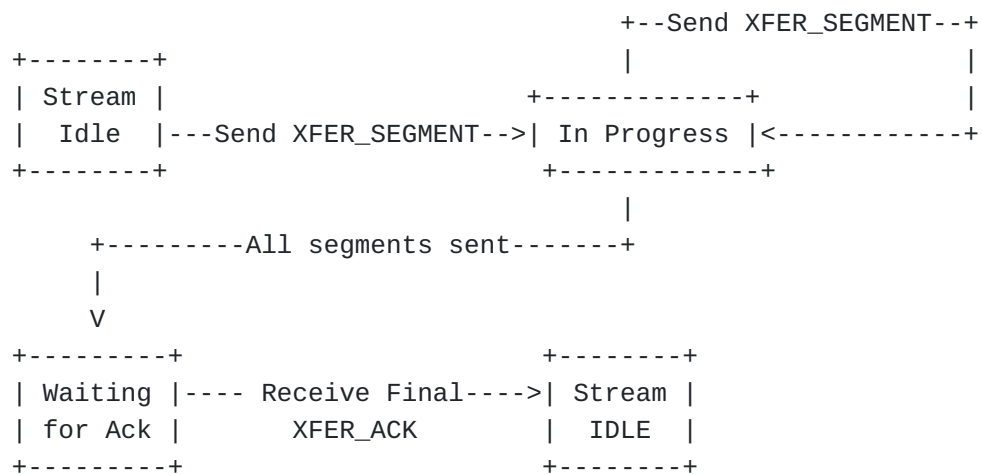 +--Send XFER_SEGMENT--+
+--------+                             |                     |
| Stream |                       +-------------+             |
|  Idle  |---Send XFER_SEGMENT-->| In Progress |<------------+
+--------+                        +-------------+
                                       |
     +---------All segments sent-------+
     |
     V
+---------+                       +--------+
| Waiting |---- Receive Final---->| Stream |
| for Ack |       XFER_ACK        |  IDLE  |
+---------+                       +--------+